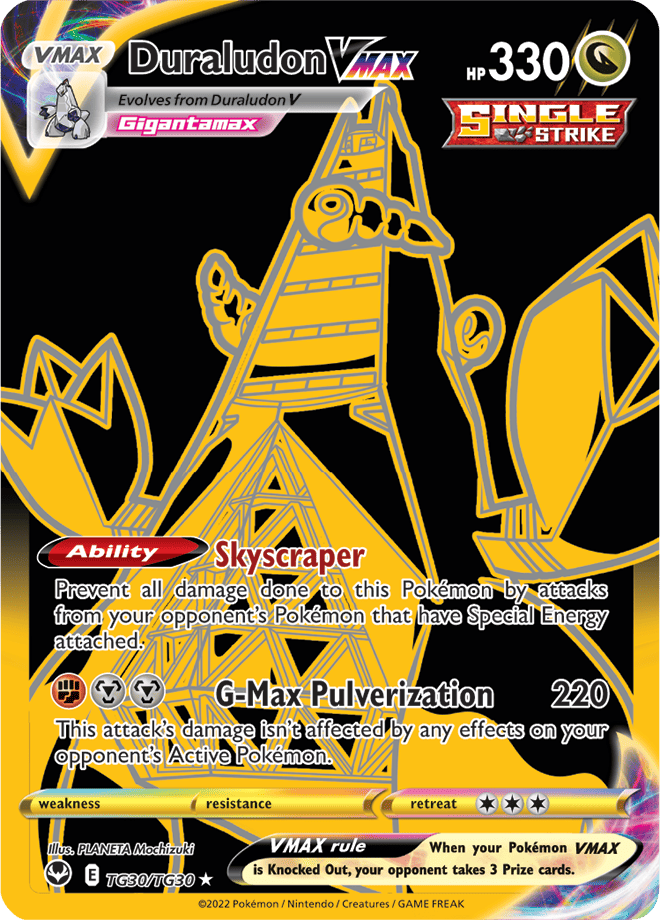 VMAX
Duraludon VMAX
HP 330
Evolves from Duraludon V
Gigantamax
SINGLE
STRIKE
Ability
Skyscraper
Prevent all damage done to this Pokémon by attacks
from your opponent's Pokémon that have Special Energy
attached.
G-Max Pulverization 220
This attack's damage isn't affected by any effects on your
opponent's Active Pokémon.
weakness resistance retreat
Illus. PLANETA Mochizuki
VMAX rule When your Pokémon VMAX
is Knocked Out, your opponent takes 3 Prize cards.
E TG30/TG30 ★
©2022 Pokémon / Nintendo / Creatures / GAME FREAK